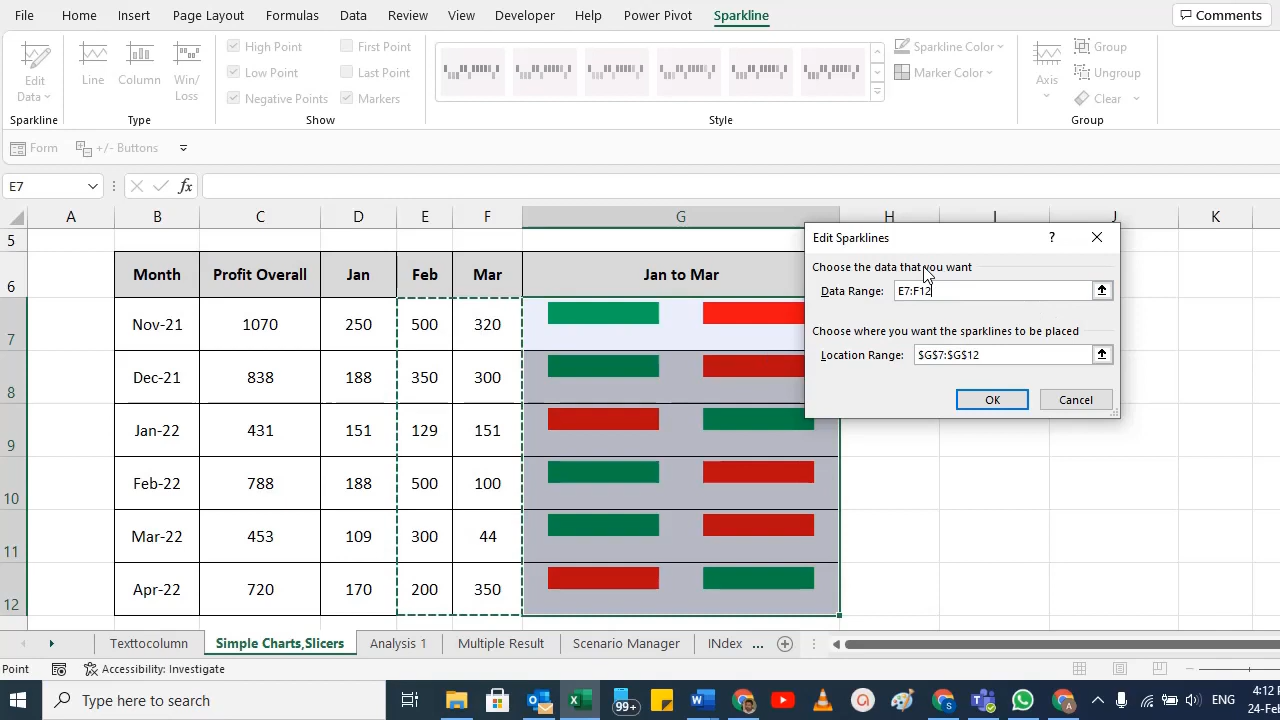 File Home Insert Page Layout Formulas Data Review View Developer Help Power Pivot Sparkline Comments
High Point First Point Sparkline Color Group
Low Point Last Point Marker Color Ungroup
Edit Data Line Column Win/Loss Axis
Negative Points Markers Clear
Sparkline Type Show Style Group
Form +/- Buttons
E7 fx
A B C D E F G H I J K
5
6 Month Profit Overall Jan Feb Mar Jan to Mar
7 Nov-21 1070 250 500 320
8 Dec-21 838 188 350 300
9 Jan-22 431 151 129 151
10 Feb-22 788 188 500 100
11 Mar-22 453 109 300 44
12 Apr-22 720 170 200 350
Edit Sparklines ?
Choose the data that you want
Data Range: E7:F12
Choose where you want the sparklines to be placed
Location Range: $G$7:$G$12
OK Cancel
Texttocolumn Simple Charts,Slicers Analysis 1 Multiple Result Scenario Manager INdex ...
Point Accessibility: Investigate
Type here to search 99+ ENG 4:12
24-Feb